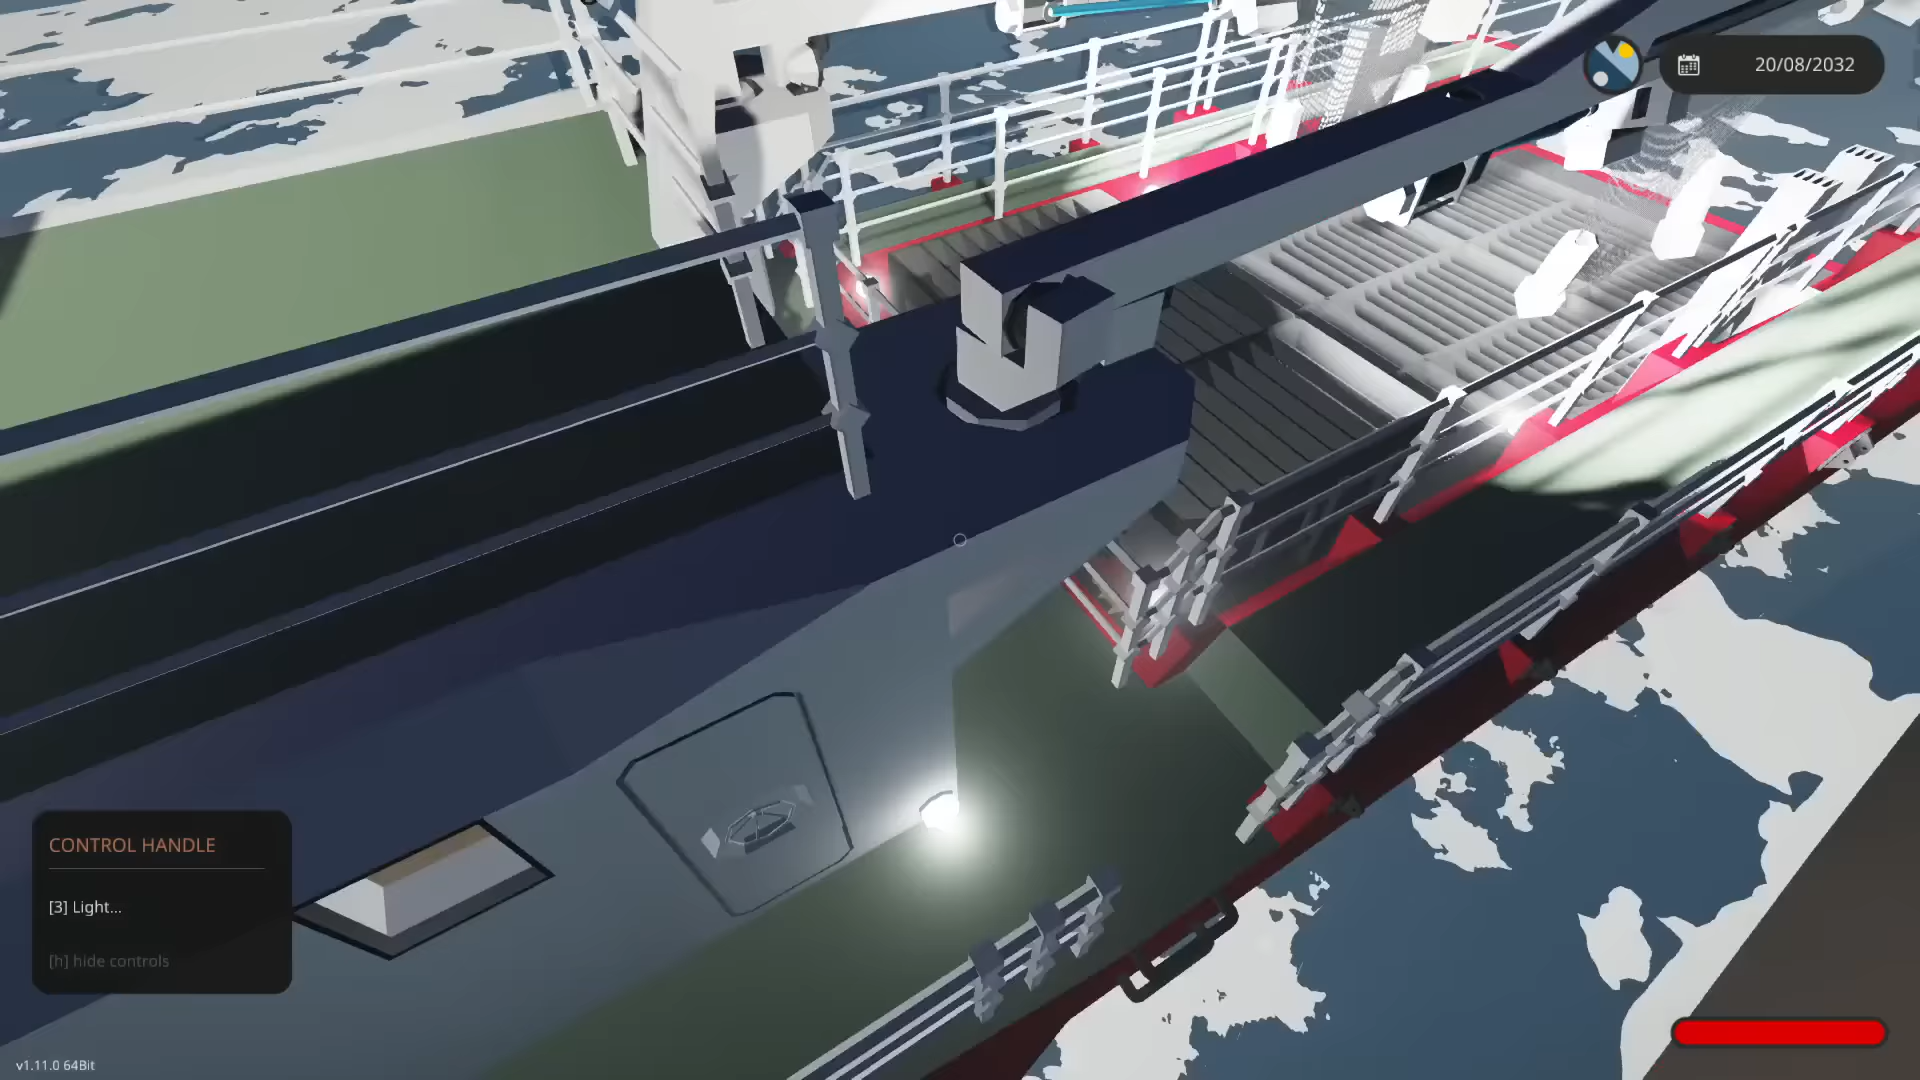 20/08/2032
CONTROL HANDLE
[3] Light...
[h] hide controls
v1.11.0 64Bit